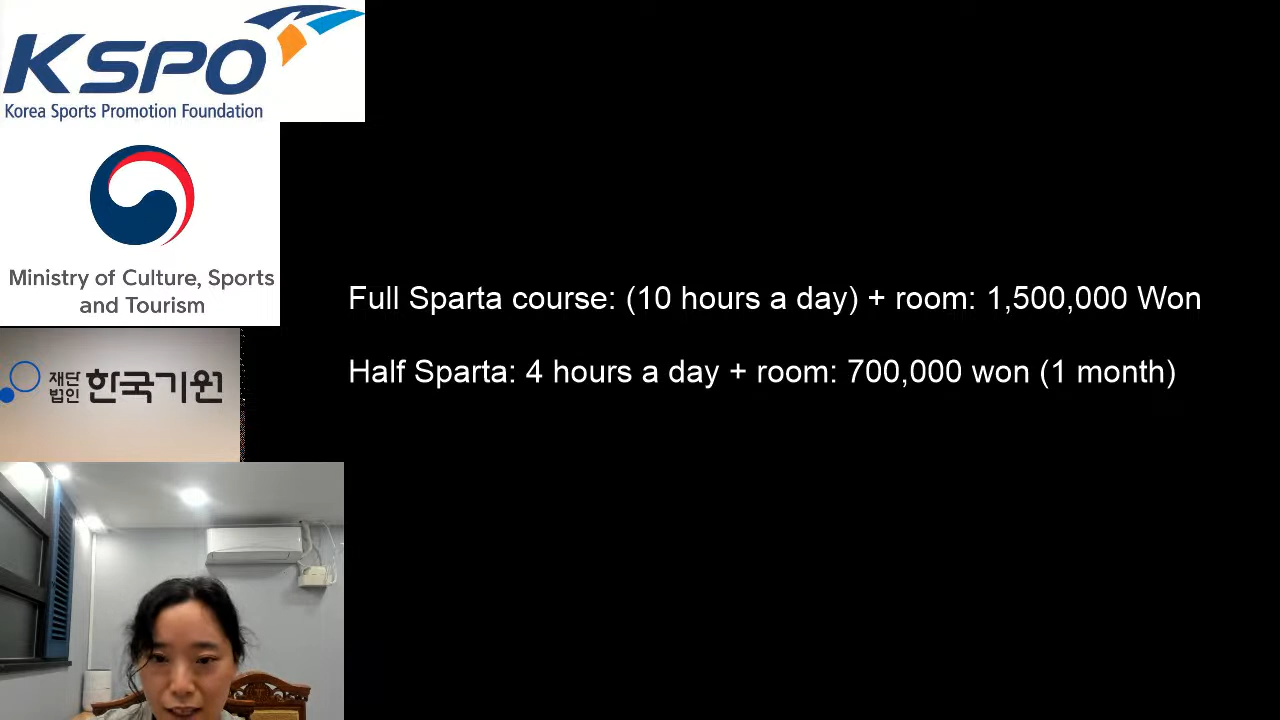 KSPO
Korea Sports Promotion Foundation
Ministry of Culture, Sports
and Tourism
Full Sparta course: (10 hours a day) + room: 1,500,000 Won
Half Sparta: 4 hours a day + room: 700,000 won (1 month)
재단
법인
한국기원